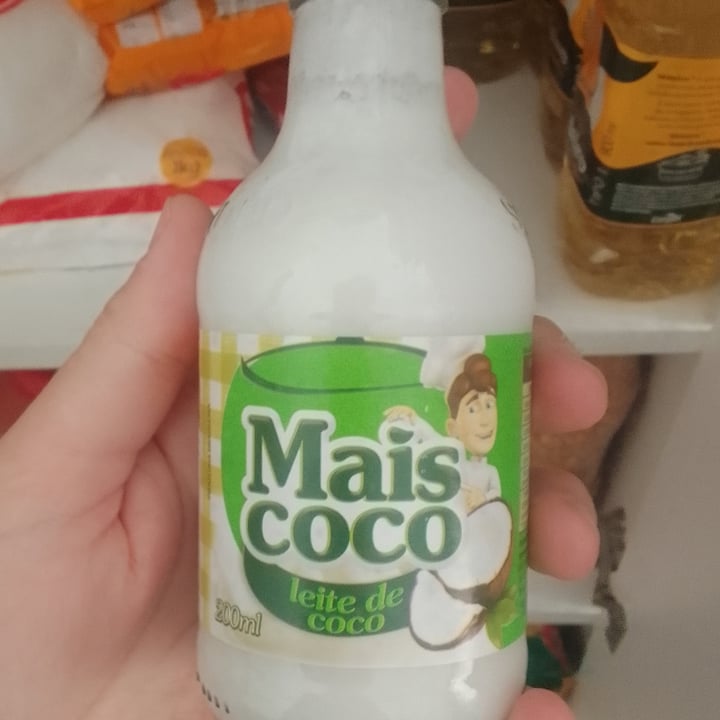 Mais
coco
leite de
coco
200ml